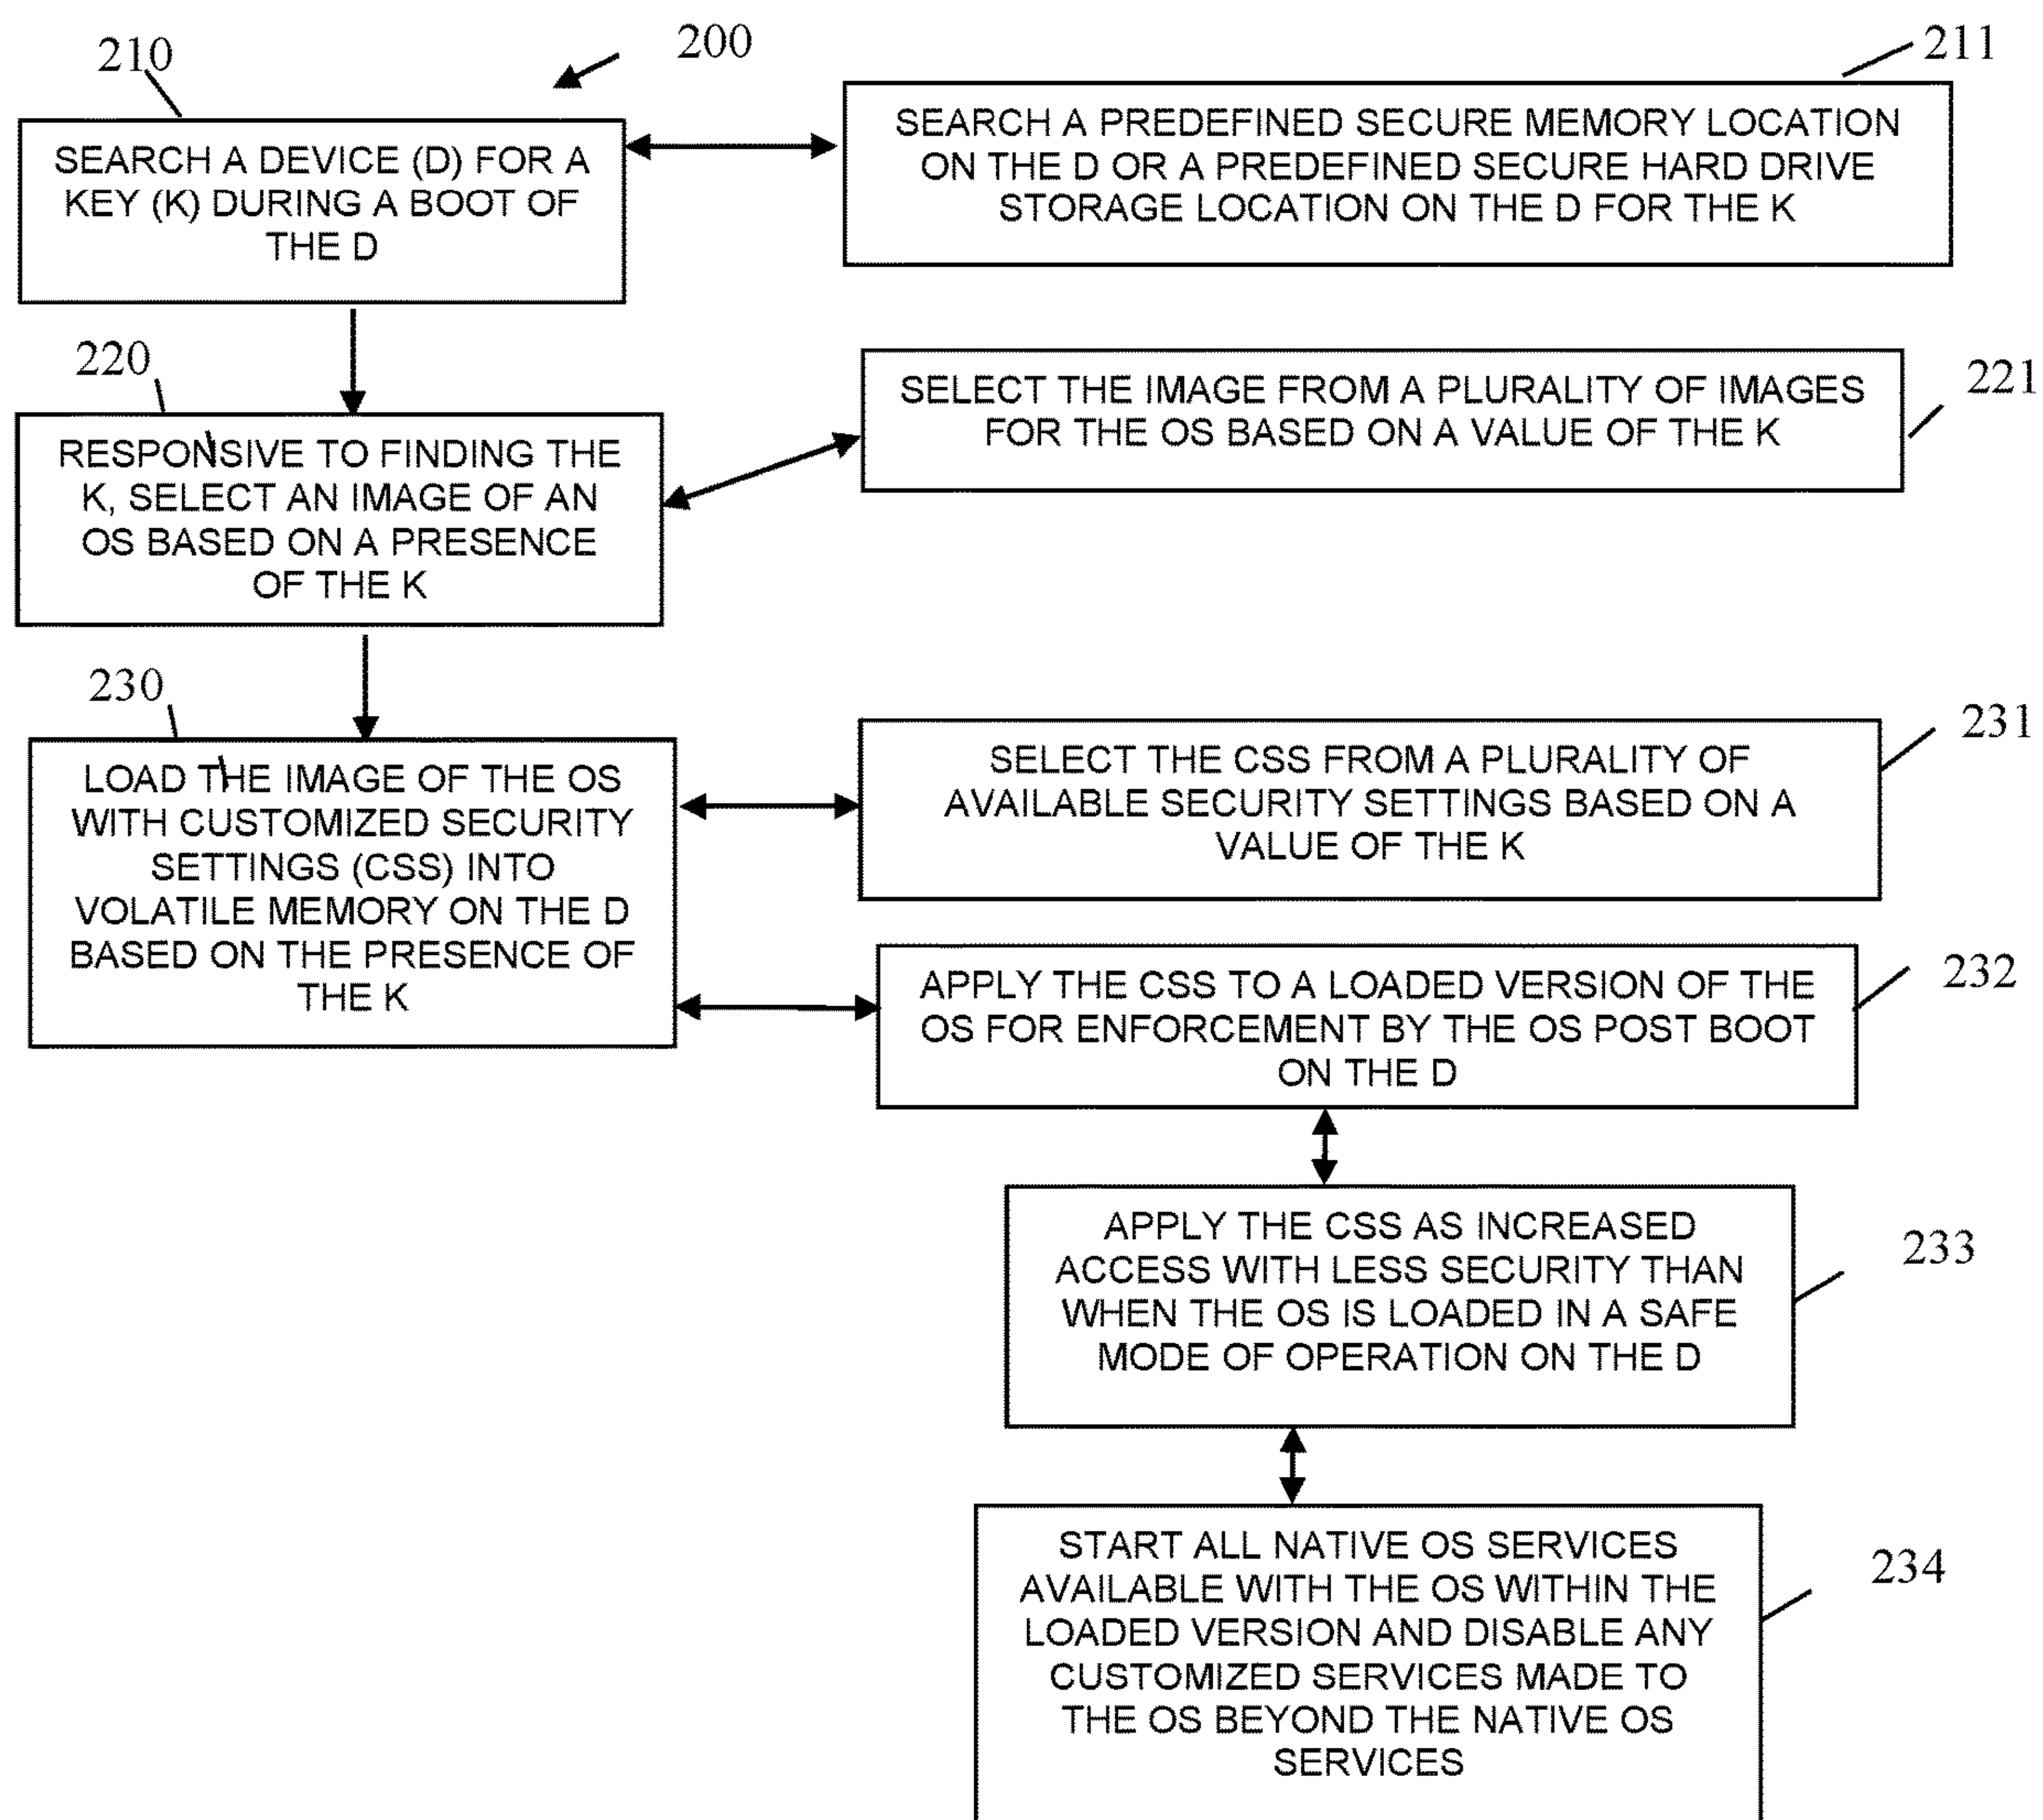 200
210
SEARCH A DEVICE (D) FOR A
KEY (K) DURING A BOOT OF
THE D
211
SEARCH A PREDEFINED SECURE MEMORY LOCATION
ON THE D OR A PREDEFINED SECURE HARD DRIVE
STORAGE LOCATION ON THE D FOR THE K
220
RESPONSIVE TO FINDING THE
K, SELECT AN IMAGE OF AN
OS BASED ON A PRESENCE
OF THE K
221
SELECT THE IMAGE FROM A PLURALITY OF IMAGES
FOR THE OS BASED ON A VALUE OF THE K
230
LOAD THE IMAGE OF THE OS
WITH CUSTOMIZED SECURITY
SETTINGS (CSS) INTO
VOLATILE MEMORY ON THE D
BASED ON THE PRESENCE OF
THE K
231
SELECT THE CSS FROM A PLURALITY OF
AVAILABLE SECURITY SETTINGS BASED ON A
VALUE OF THE K
232
APPLY THE CSS TO A LOADED VERSION OF THE
OS FOR ENFORCEMENT BY THE OS POST BOOT
ON THE D
233
APPLY THE CSS AS INCREASED
ACCESS WITH LESS SECURITY THAN
WHEN THE OS IS LOADED IN A SAFE
MODE OF OPERATION ON THE D
234
START ALL NATIVE OS SERVICES
AVAILABLE WITH THE OS WITHIN THE
LOADED VERSION AND DISABLE ANY
CUSTOMIZED SERVICES MADE TO
THE OS BEYOND THE NATIVE OS
SERVICES